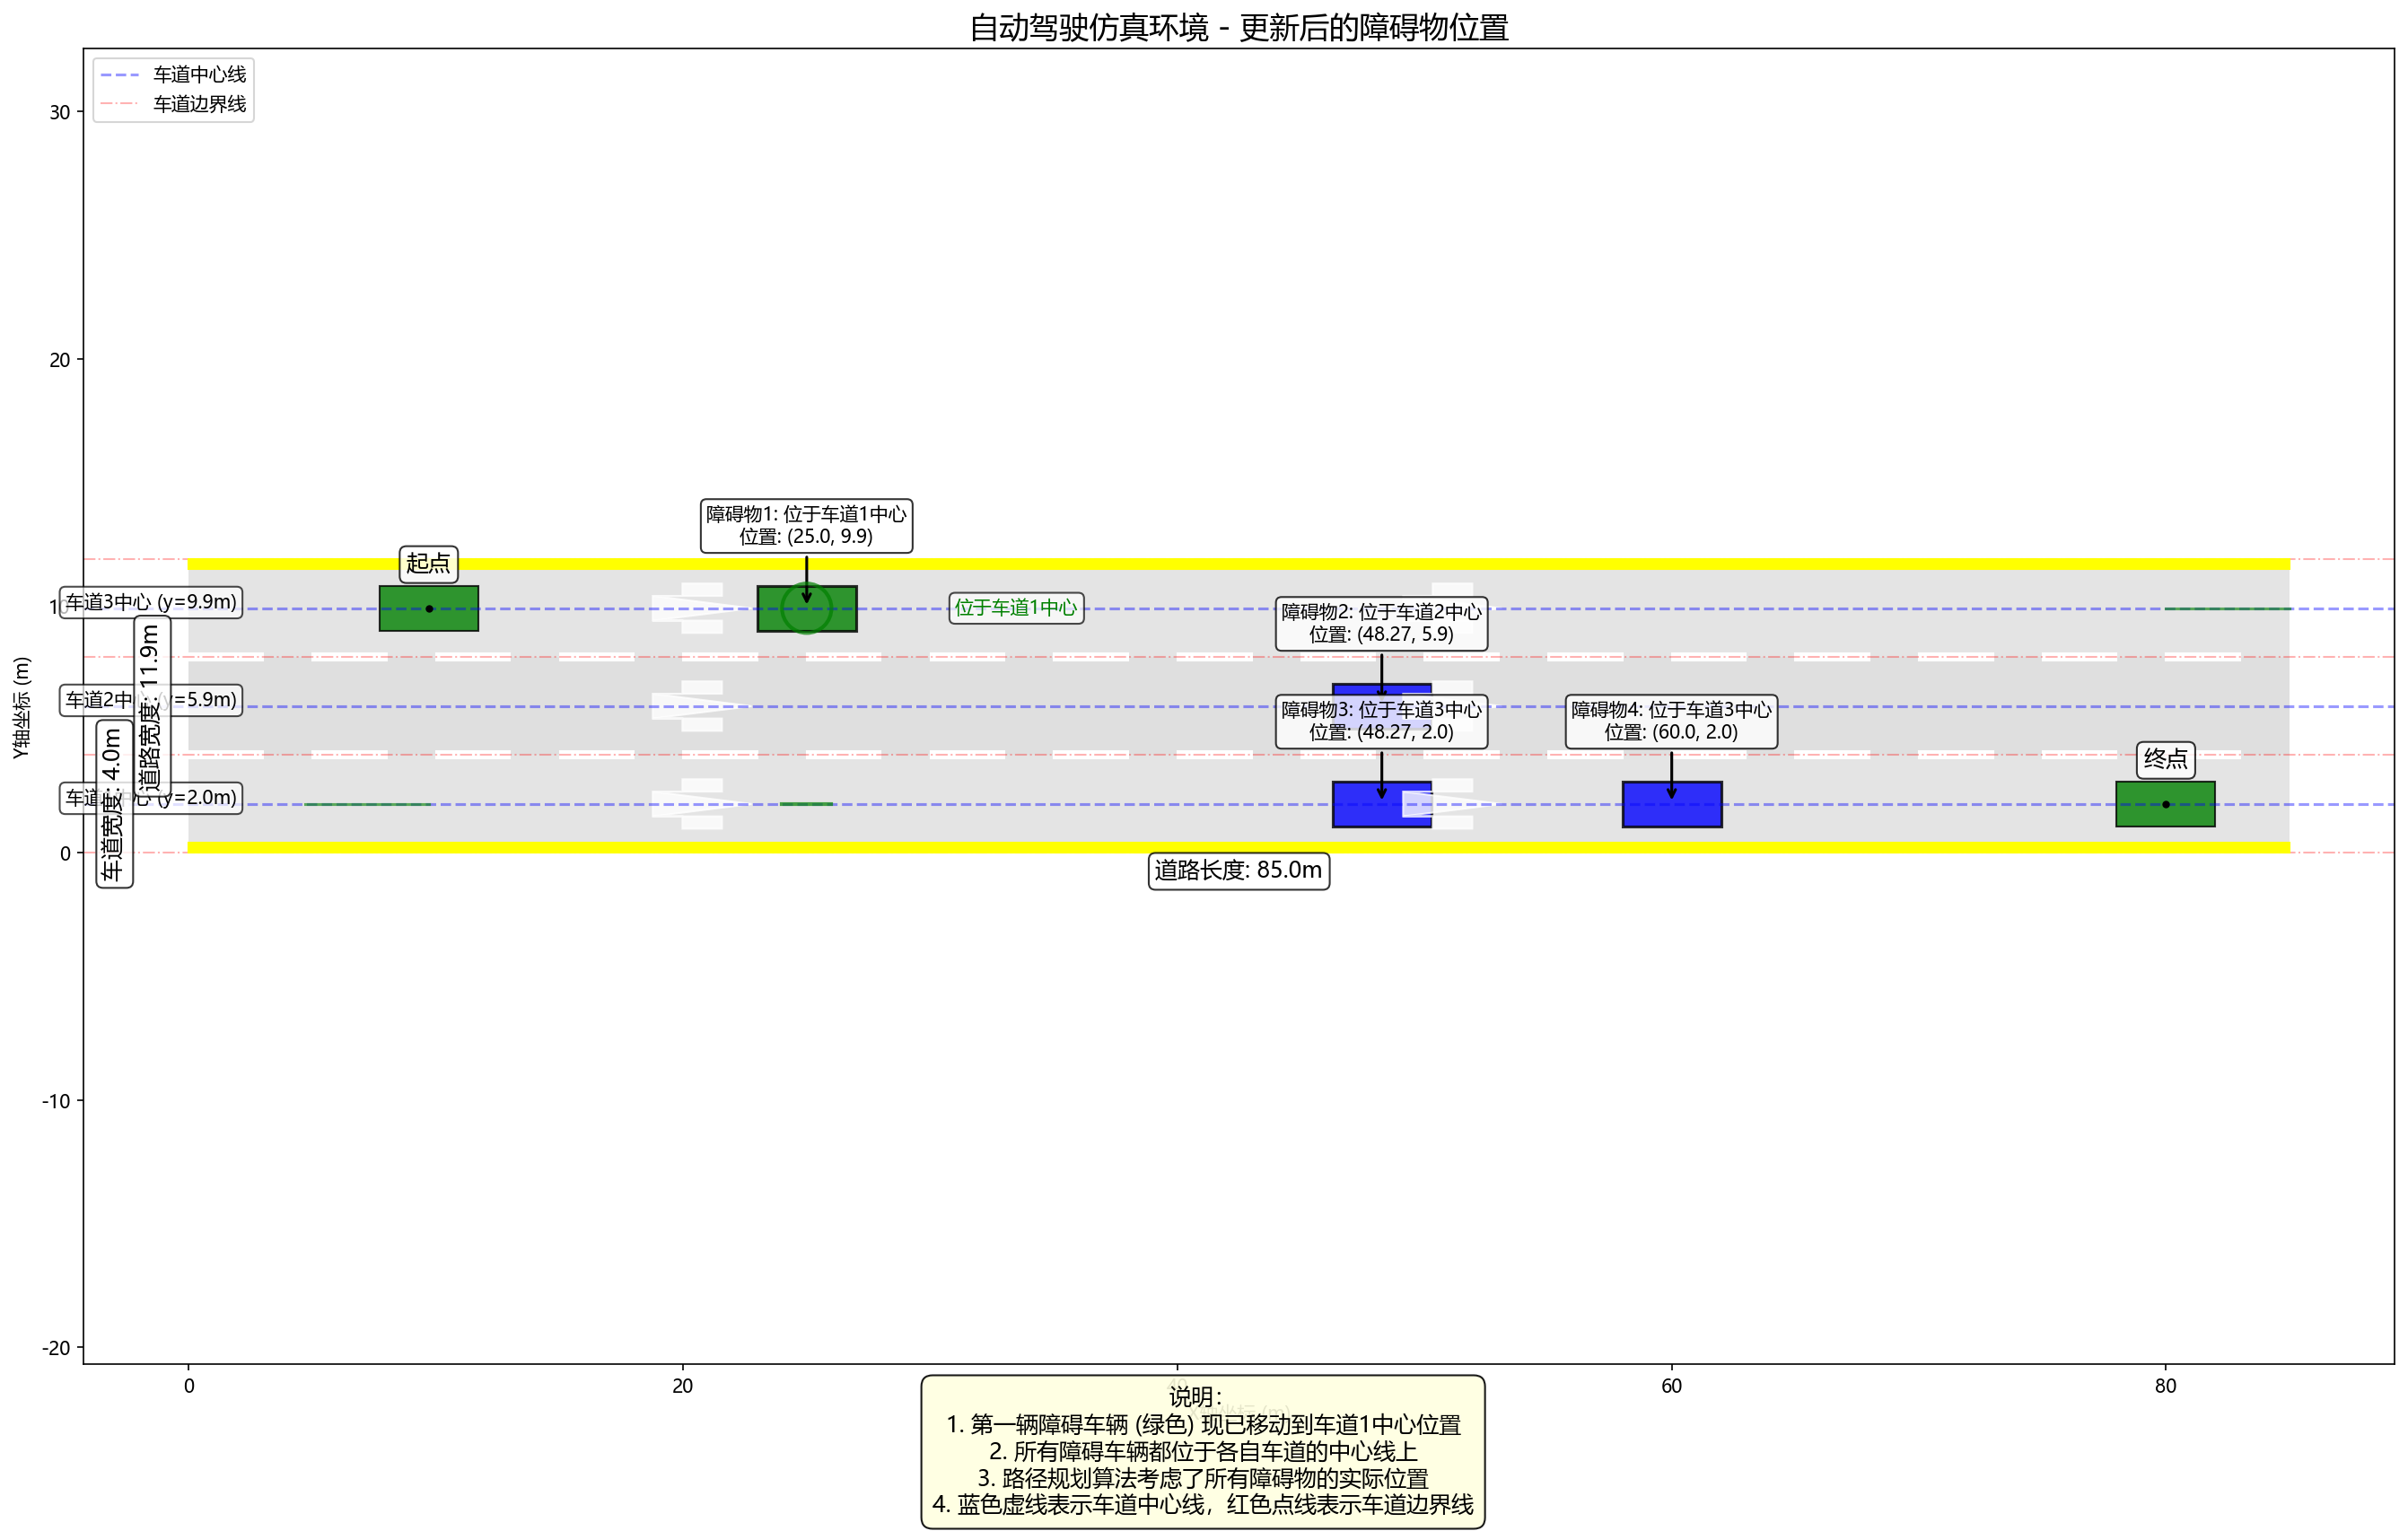 自动驾驶仿真环境 - 更新后的障碍物位置
车道中心线
车道边界线
30
20
10
0
-10
-20
Y轴坐标 (m)
障碍物1: 位于车道1中心
位置: (25.0, 9.9)
起点
车道3中心 (y=9.9m)
位于车道1中心
障碍物2: 位于车道2中心
位置: (48.27, 5.9)
道路宽度: 11.9m
车道2中心 (y=5.9m)
障碍物3: 位于车道3中心
位置: (48.27, 2.0)
障碍物4: 位于车道3中心
位置: (60.0, 2.0)
终点
车道宽度: 4.0m
(y=2.0m)
道路长度: 85.0m
0
20
40
60
80
X轴坐标 (m)
说明:
1. 第一辆障碍车辆 (绿色) 现已移动到车道1中心位置
2. 所有障碍车辆都位于各自车道的中心线上
3. 路径规划算法考虑了所有障碍物的实际位置
4. 蓝色虚线表示车道中心线，红色点线表示车道边界线